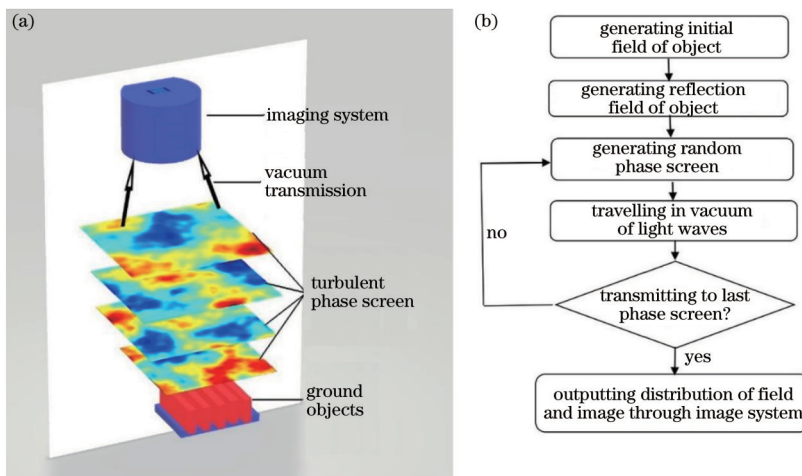 (a)
imaging system
vacuum
transmission
turbulent
phase screen
ground
objects
(b)
generating initial
field of object
generating reflection
field of object
generating random
phase screen
travelling in vacuum
of light waves
no
transmitting to last
phase screen?
yes
outputting distribution of field
and image through image system